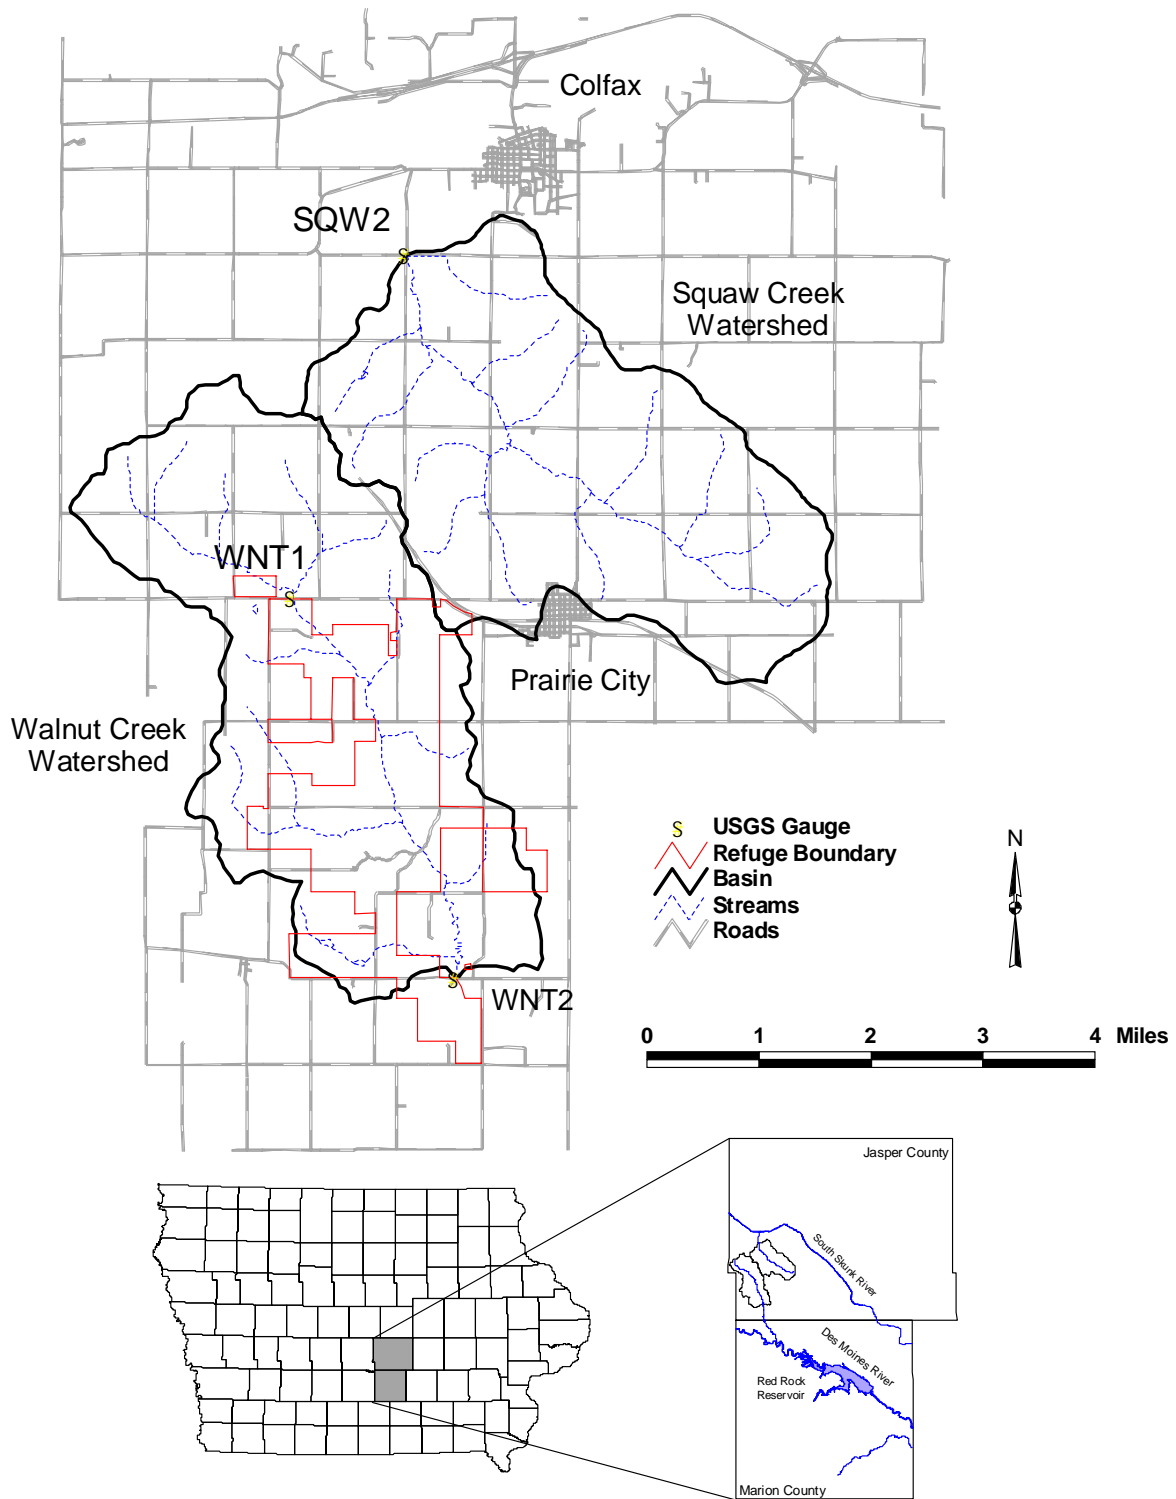 Colfax
SQW2
S
Squaw Creek
Watershed
WNT1
S
Prairie City
Walnut Creek
Watershed
S USGS Gauge
Refuge Boundary
Basin
Streams
Roads
N
S
WNT2
0 1 2 3 4 Miles
Jasper County
South Skunk River
Des Moines River
Red Rock
Reservoir
Marion County